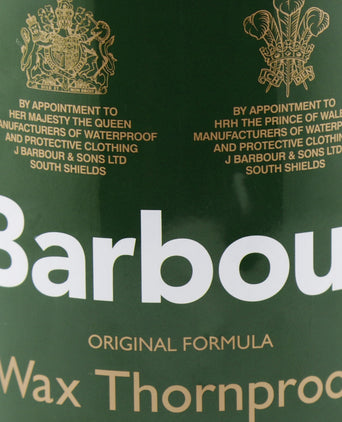 BY APPOINTMENT TO
HER MAJESTY THE QUEEN
MANUFACTURERS OF WATERPROOF
AND PROTECTIVE CLOTHING
J BARBOUR & SONS LTD
SOUTH SHIELDS
BY APPOINTMENT TO
HRH THE PRINCE OF WALE
MANUFACTURERS OF WATERP
AND PROTECTIVE CLOTHIN
J BARBOUR & SONS LTD
SOUTH SHIELDS
Barbou
ORIGINAL FORMULA
Wax Thornproo